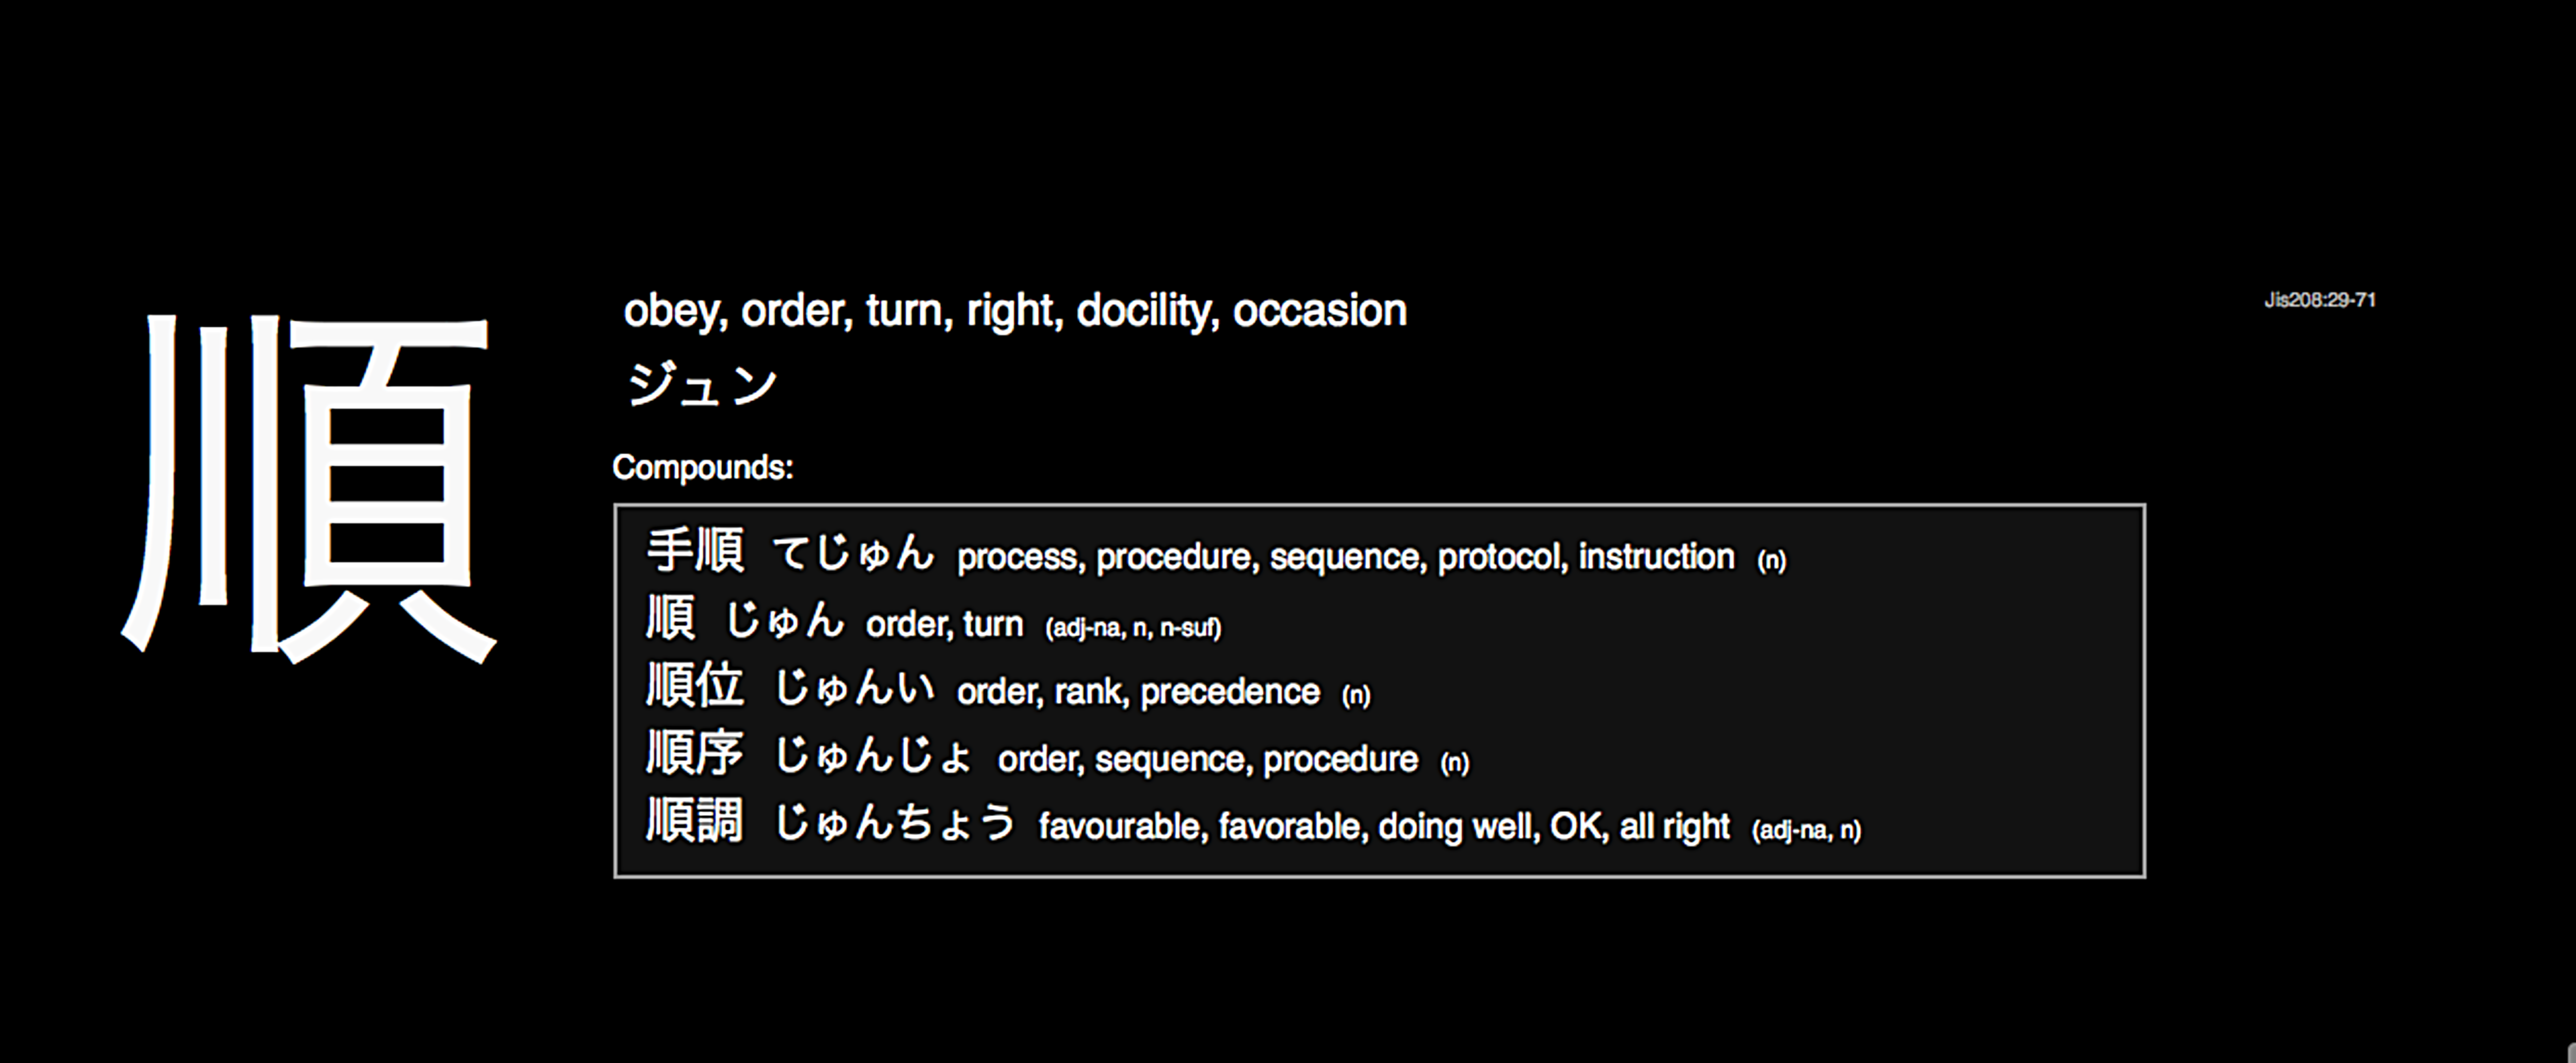 順
obey, order, turn, right, docility, occasion
Jis208:29-71
ジュン
Compounds:
手順 てじゅん process, procedure, sequence, protocol, instruction (n)
順 じゅん order, turn (adj-na, n, n-suf)
順位 じゅんい order, rank, precedence (n)
順序 じゅんじょ order, sequence, procedure (n)
順調 じゅんちょう favourable, favorable, doing well, OK, all right (adj-na, n)